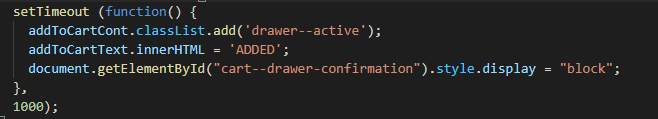 setTimeout (function() {
addToCartCont.classList.add('drawer--active');
addToCartText.innerHTML = 'ADDED';
document.getElementById("cart--drawer-confirmation").style.display = "block";
},
1000);